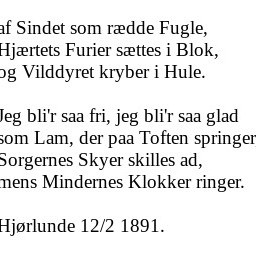 af Sindet som rædde Fugle,
Hjærtets Furier sættes i Blok,
og Vilddyret kryber i Hule.

Jeg bli'r saa fri, jeg bli'r saa glad
som Lam, der paa Toften springer
Sorgernes Skyer skilles ad,
mens Mindernes Klokker ringer.

Hjørlunde 12/2 1891.